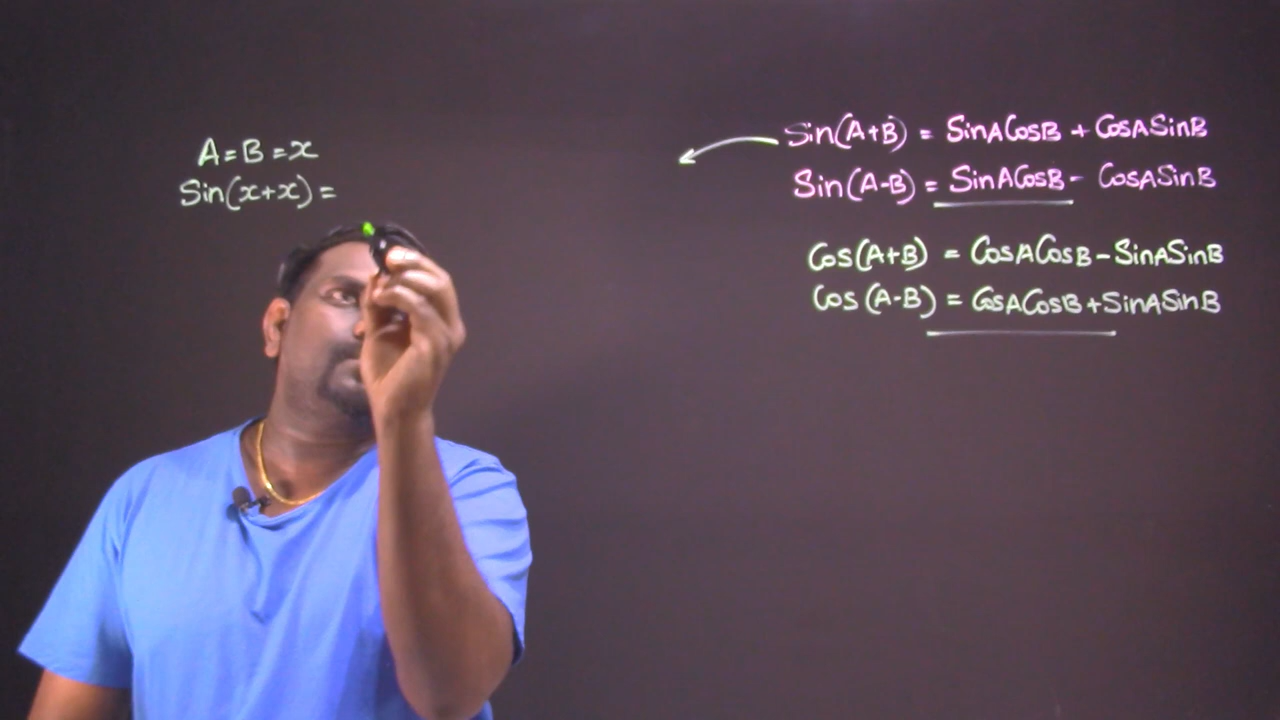 A=B=x
Sin(x+x) =
Sin(A+B) = SinACosB + CosASinB
Sin(A-B) = SinACosB - CosASinB
Cos(A+B) = CosACosB - SinASinB
Cos(A-B) = CosACosB + SinASinB